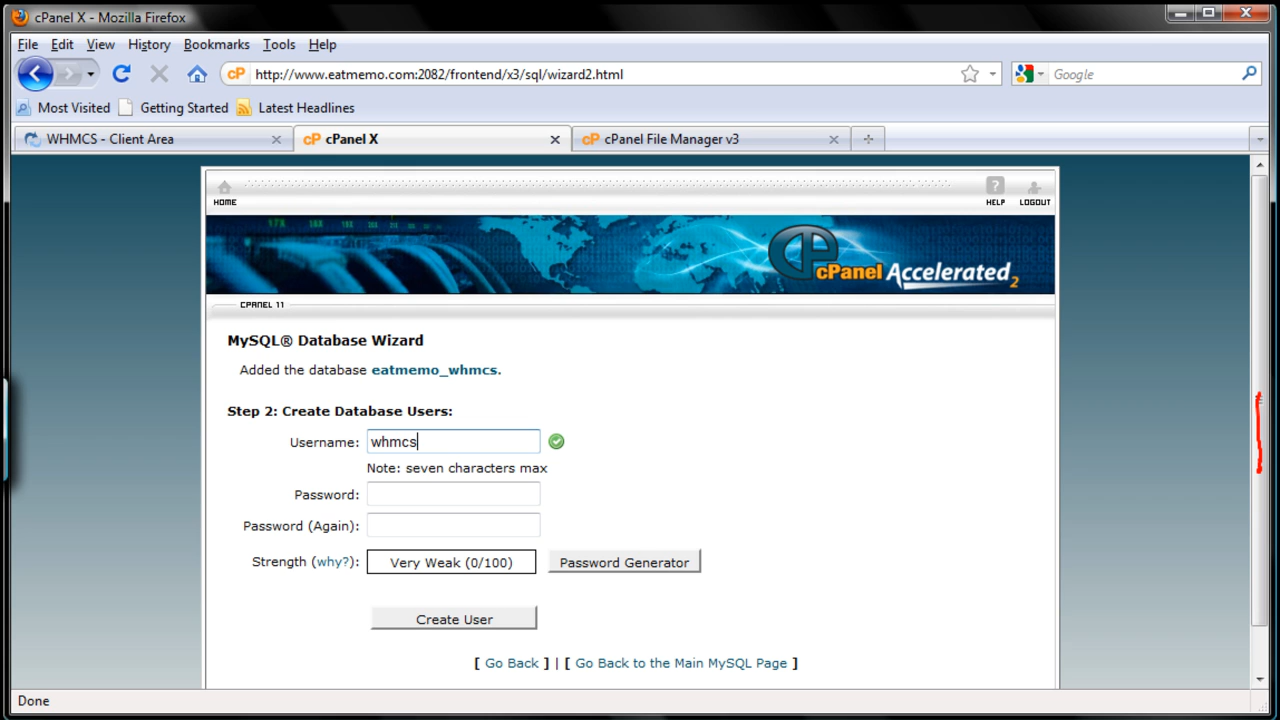 cPanel X - Mozilla Firefox
File Edit View History Bookmarks Tools Help
cP http://www.eatmemo.com:2082/frontend/x3/sql/wizard2.html Google
Most Visited Getting Started Latest Headlines
WHMCS - Client Area cP cPanel X cP cPanel File Manager v3
HOME ? HELP LOGOUT
cPanel Accelerated2
CPANEL 11
MySQL® Database Wizard
Added the database eatmemo_whmcs.
Step 2: Create Database Users:
Username: whmcs
Note: seven characters max
Password:
Password (Again):
Strength (why?): Very Weak (0/100) Password Generator
Create User
[ Go Back ] | [ Go Back to the Main MySQL Page ]
Done